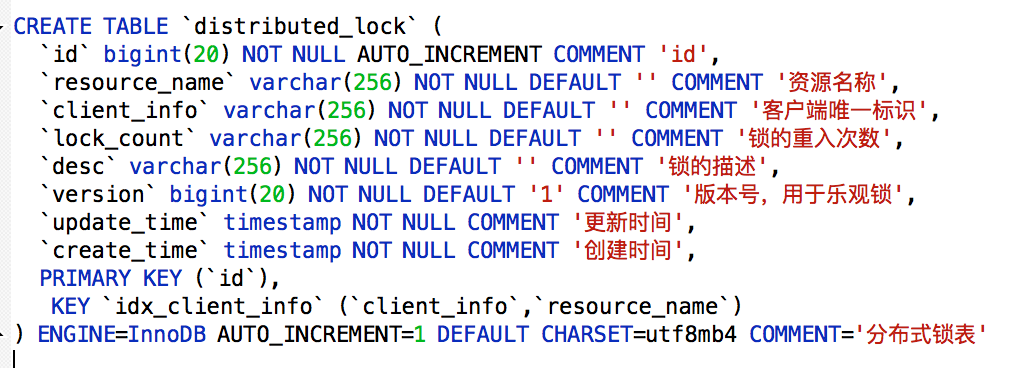 CREATE TABLE `distributed_lock` (
  `id` bigint(20) NOT NULL AUTO_INCREMENT COMMENT 'id',
  `resource_name` varchar(256) NOT NULL DEFAULT '' COMMENT '资源名称',
  `client_info` varchar(256) NOT NULL DEFAULT '' COMMENT '客户端唯一标识',
  `lock_count` varchar(256) NOT NULL DEFAULT '' COMMENT '锁的重入次数',
  `desc` varchar(256) NOT NULL DEFAULT '' COMMENT '锁的描述',
  `version` bigint(20) NOT NULL DEFAULT '1' COMMENT '版本号，用于乐观锁',
  `update_time` timestamp NOT NULL COMMENT '更新时间',
  `create_time` timestamp NOT NULL COMMENT '创建时间',
  PRIMARY KEY (`id`),
   KEY `idx_client_info` (`client_info`,`resource_name`)
) ENGINE=InnoDB AUTO_INCREMENT=1 DEFAULT CHARSET=utf8mb4 COMMENT='分布式锁表'